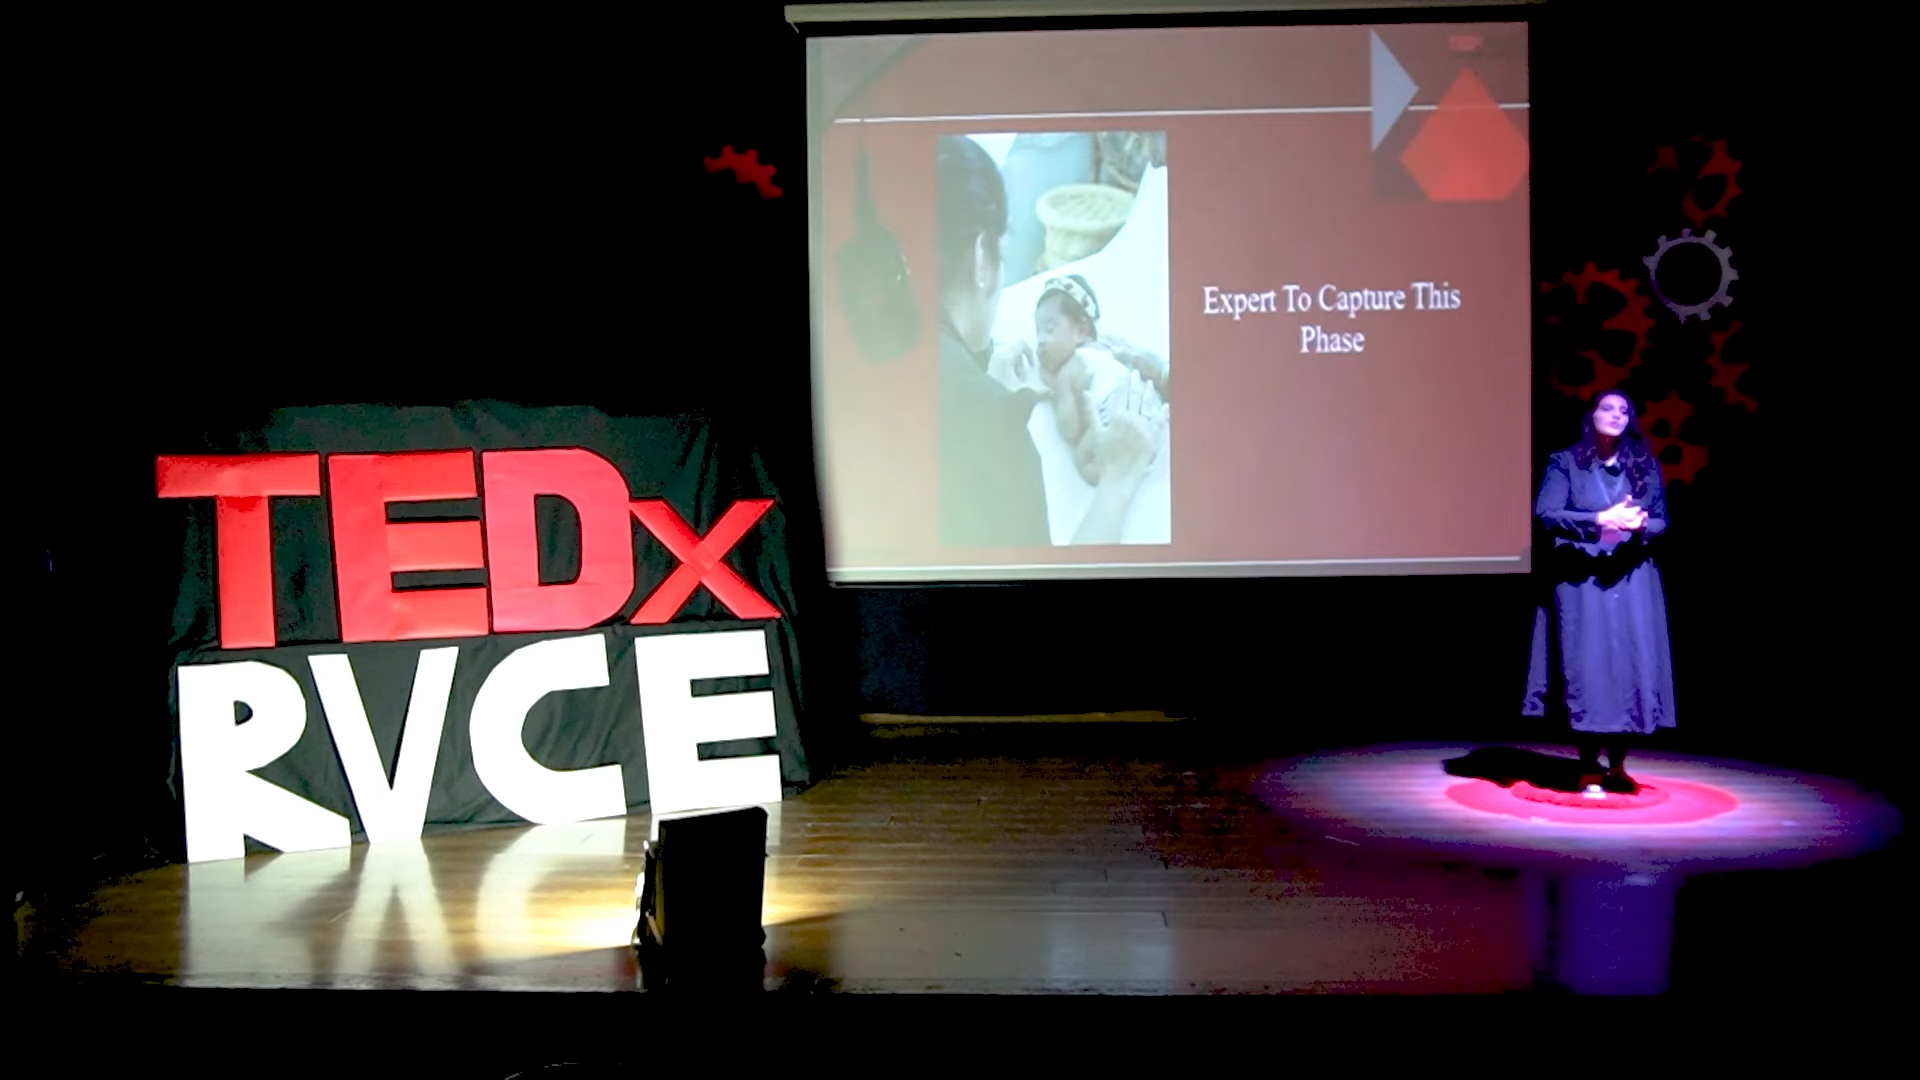 TEDx
RVCE
Expert To Capture This
Phase